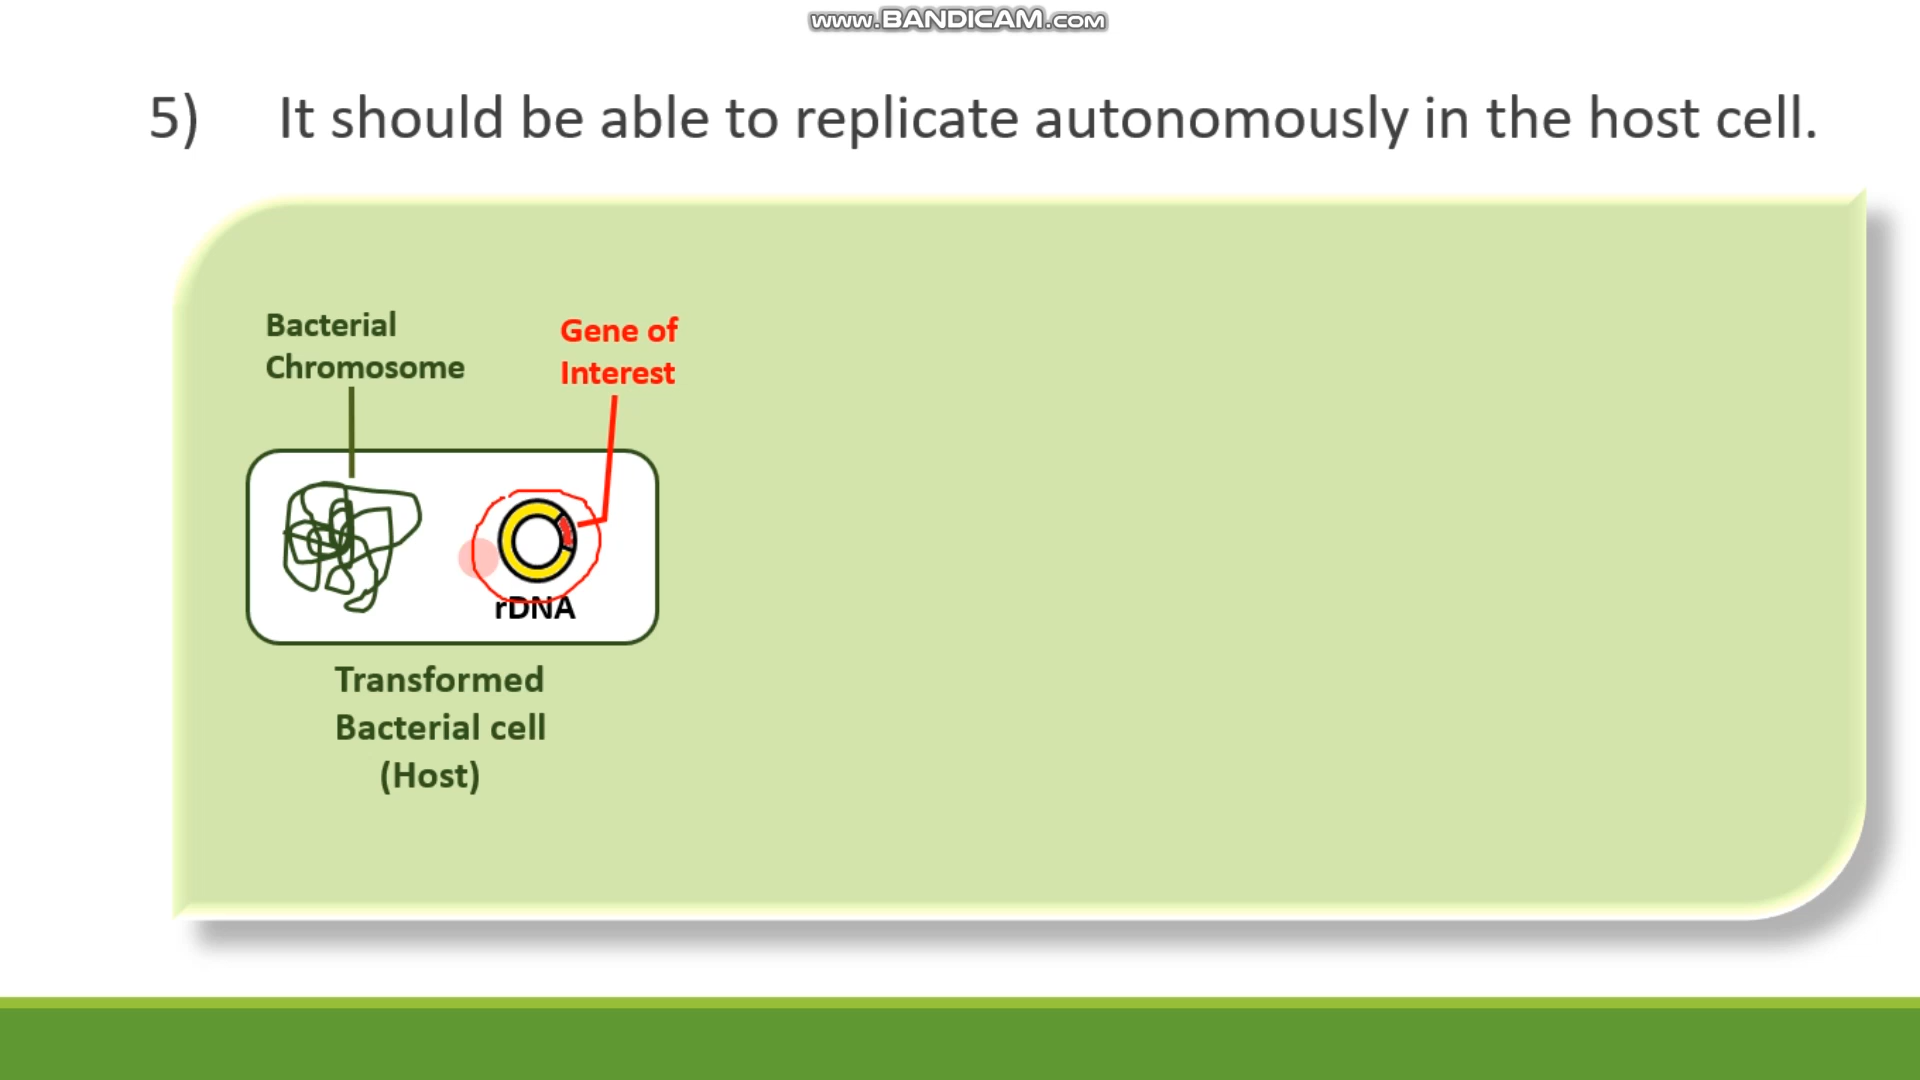 www.BANDICAM.com
5) It should be able to replicate autonomously in the host cell.
Bacterial
Chromosome
Gene of
Interest
rDNA
Transformed
Bacterial cell
(Host)